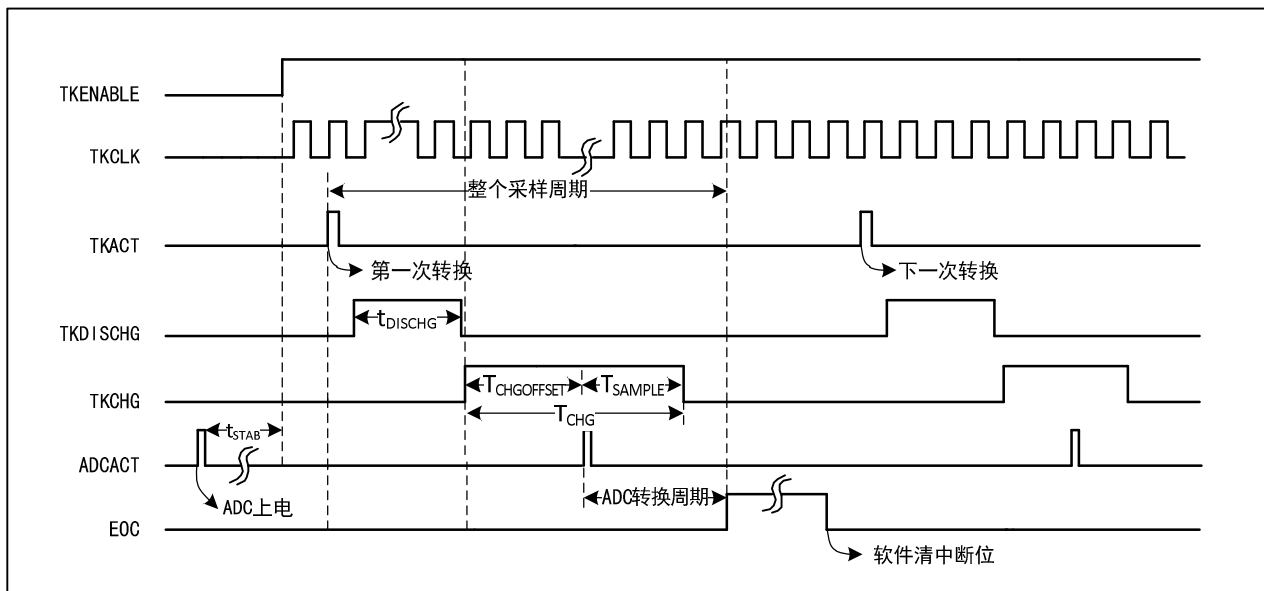 TKENABLE
TKCLK
整个采样周期
TKACT
第一次转换
下一次转换
TKDISCHG
tDISCHG
TKCHG
TCHGOFFSET
TSAMPLE
TCHG
tSTAB
ADCACT
ADC上电
ADC转换周期
EOC
软件清中断位